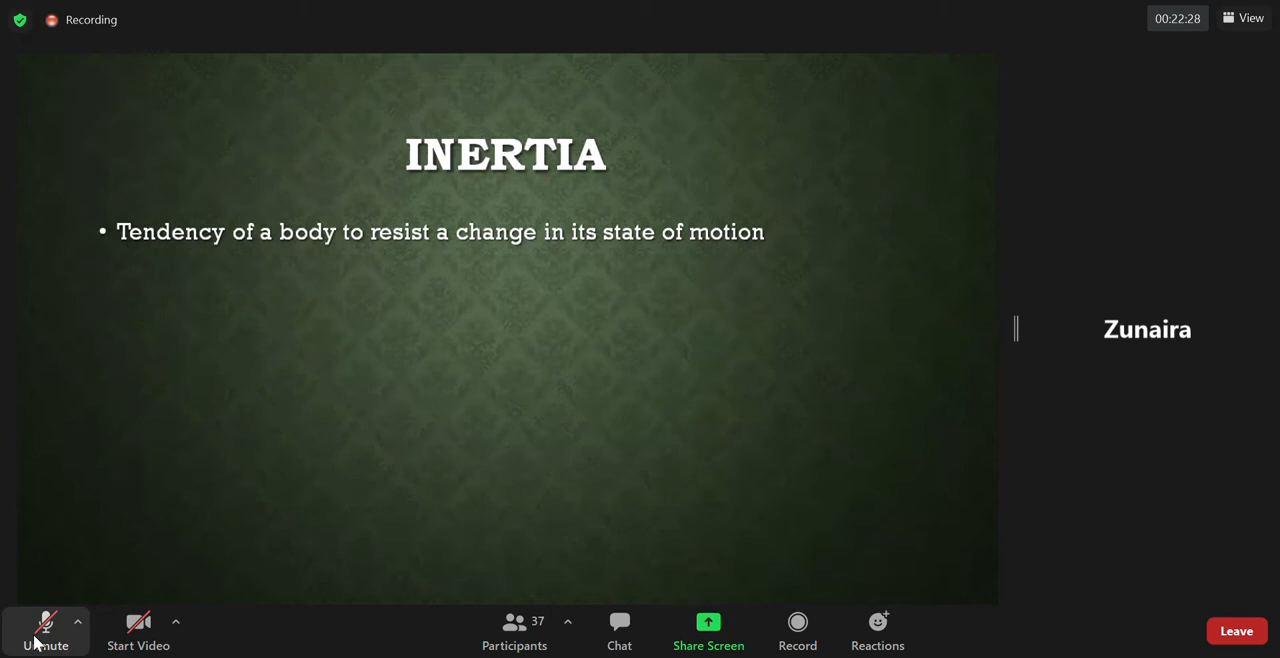 Recording
00:22:28
View
INERTIA
• Tendency of a body to resist a change in its state of motion
Zunaira
Unmute
Start Video
37
Participants
Chat
Share Screen
Record
Reactions
Leave